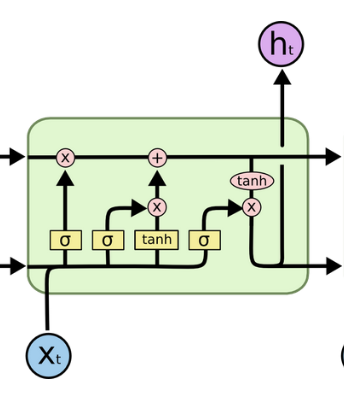 ht
x +
tanh
x x
σ σ tanh σ
xt